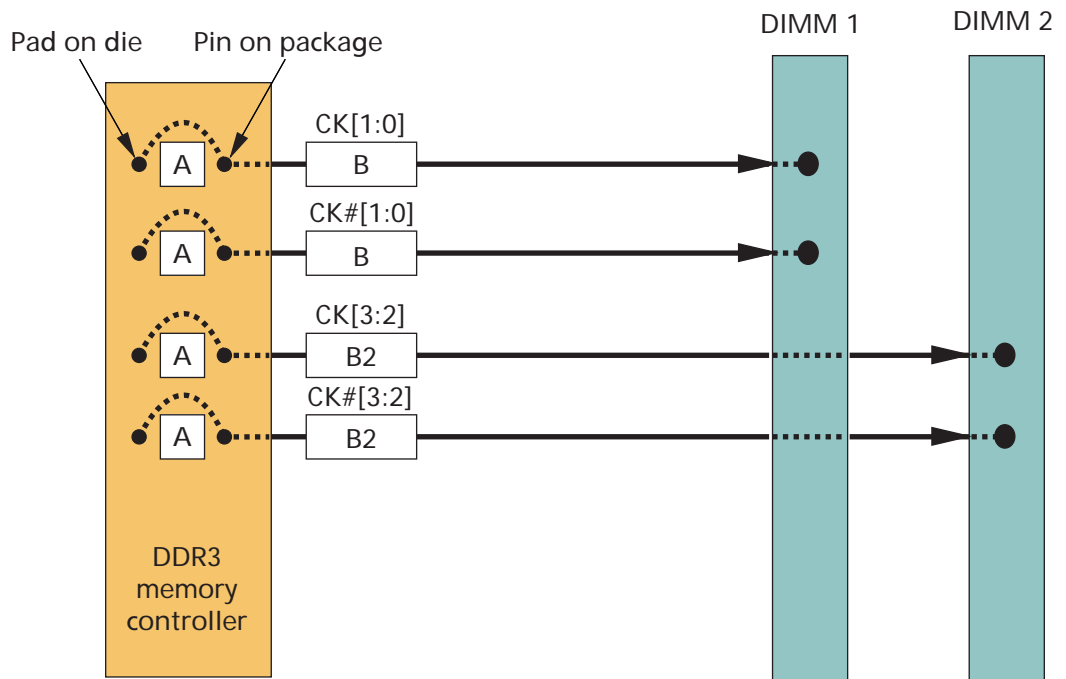 DIMM 1
DIMM 2
Pad on die
Pin on package
CK[1:0]
A
B
CK#[1:0]
A
B
CK[3:2]
A
B2
CK#[3:2]
A
B2
DDR3
memory
controller